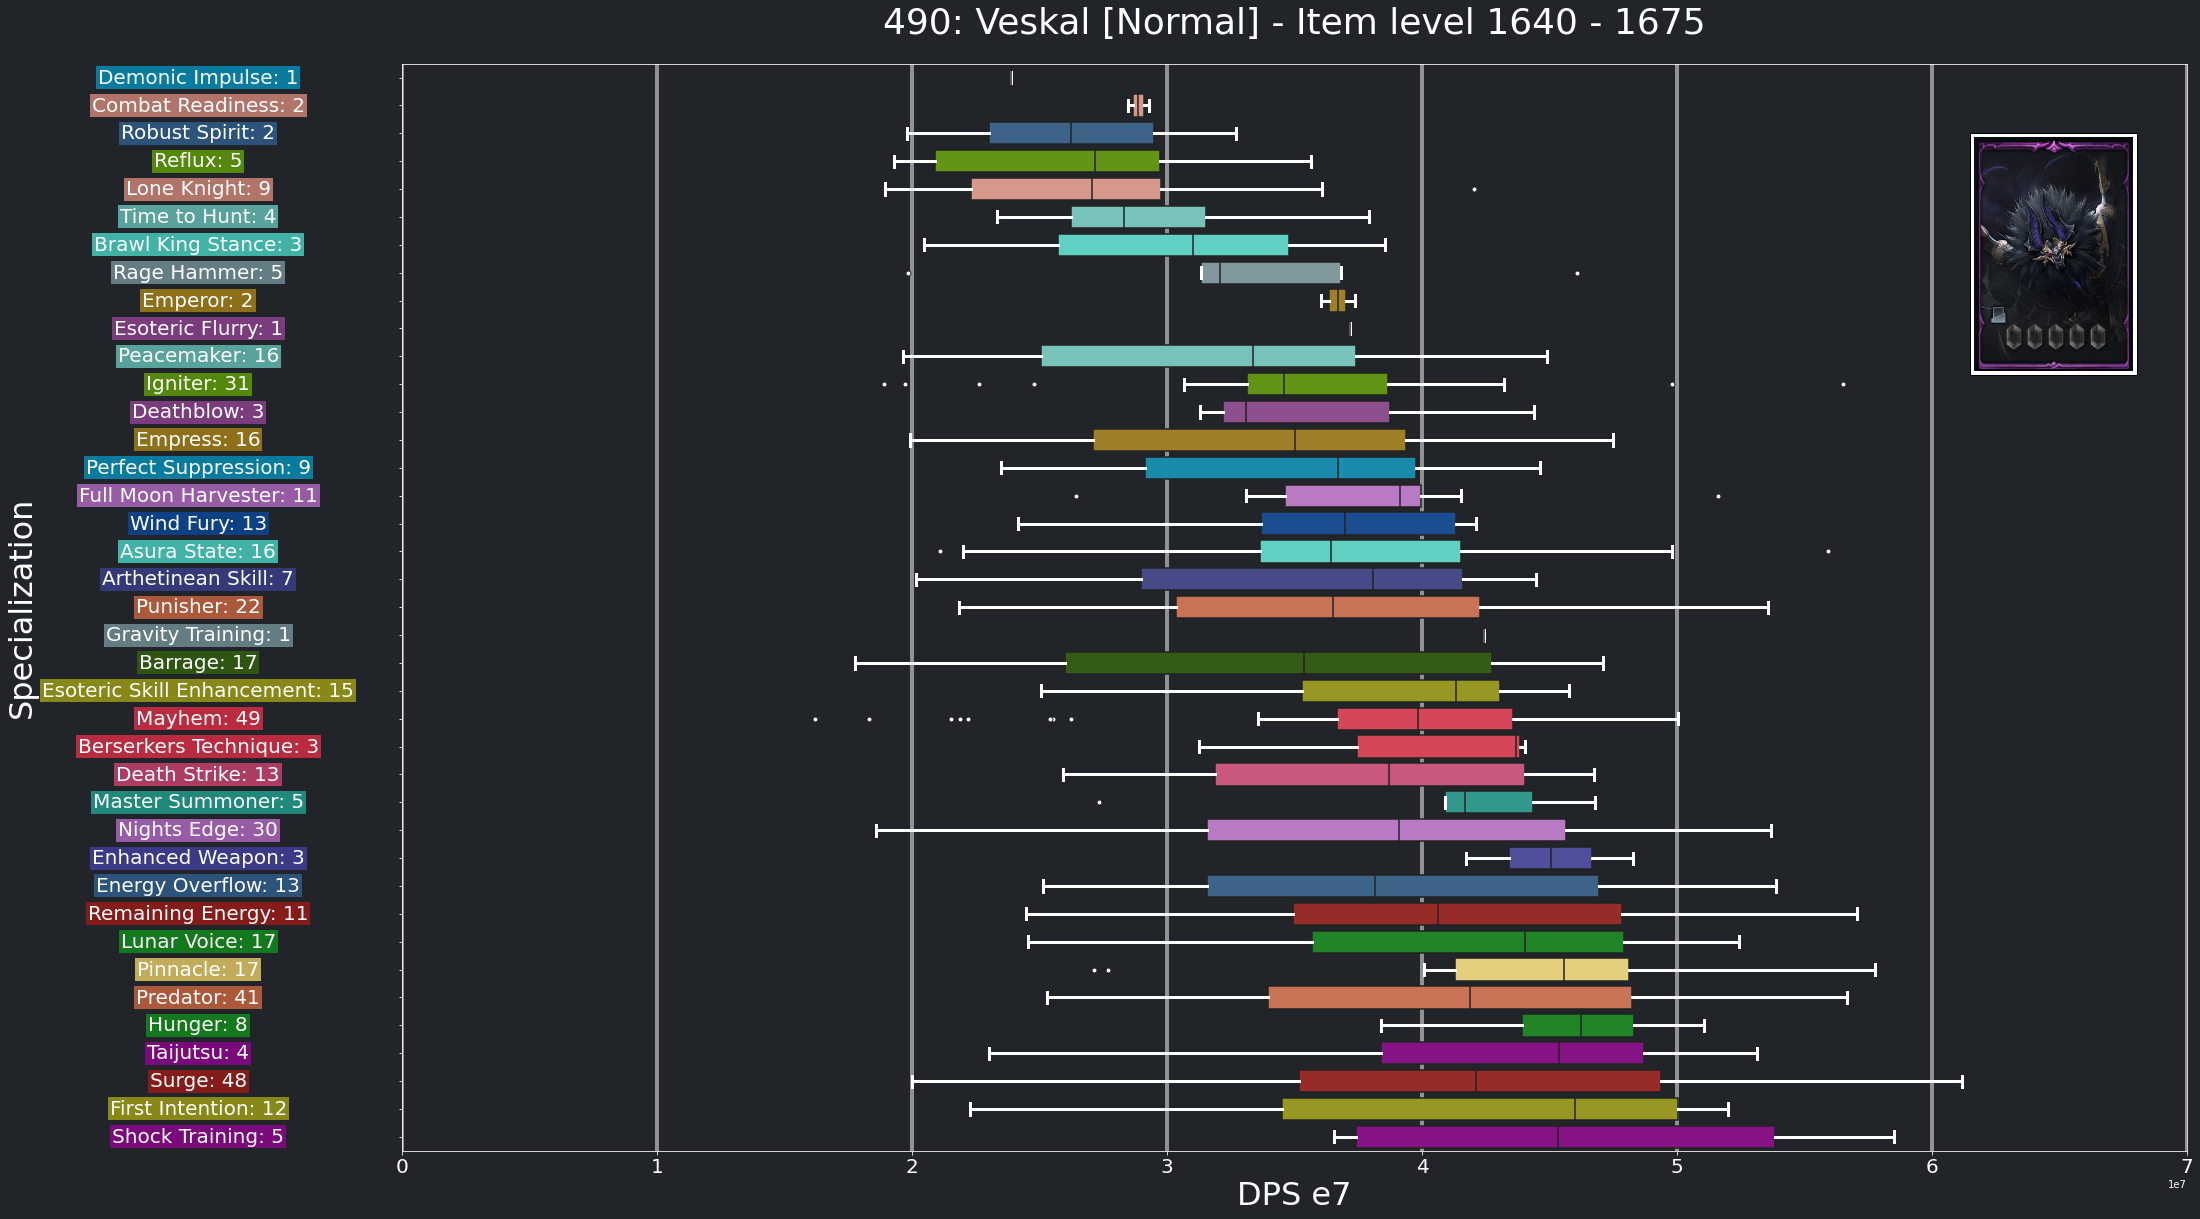 490: Veskal [Normal] - Item level 1640 - 1675
Demonic Impulse: 1
Combat Readiness: 2
Robust Spirit: 2
Reflux: 5
Lone Knight: 9
Time to Hunt: 4
Brawl King Stance: 3
Rage Hammer: 5
Emperor: 2
Esoteric Flurry: 1
Peacemaker: 16
Igniter: 31
Deathblow: 3
Empress: 16
Perfect Suppression: 9
Full Moon Harvester: 11
Wind Fury: 13
Asura State: 16
Arthetinean Skill: 7
Punisher: 22
Gravity Training: 1
Barrage: 17
Esoteric Skill Enhancement: 15
Mayhem: 49
Berserkers Technique: 3
Death Strike: 13
Master Summoner: 5
Nights Edge: 30
Enhanced Weapon: 3
Energy Overflow: 13
Remaining Energy: 11
Lunar Voice: 17
Pinnacle: 17
Predator: 41
Hunger: 8
Taijutsu: 4
Surge: 48
First Intention: 12
Shock Training: 5
Specialization
0 1 2 3 4 5 6 7
DPS e7
1e7